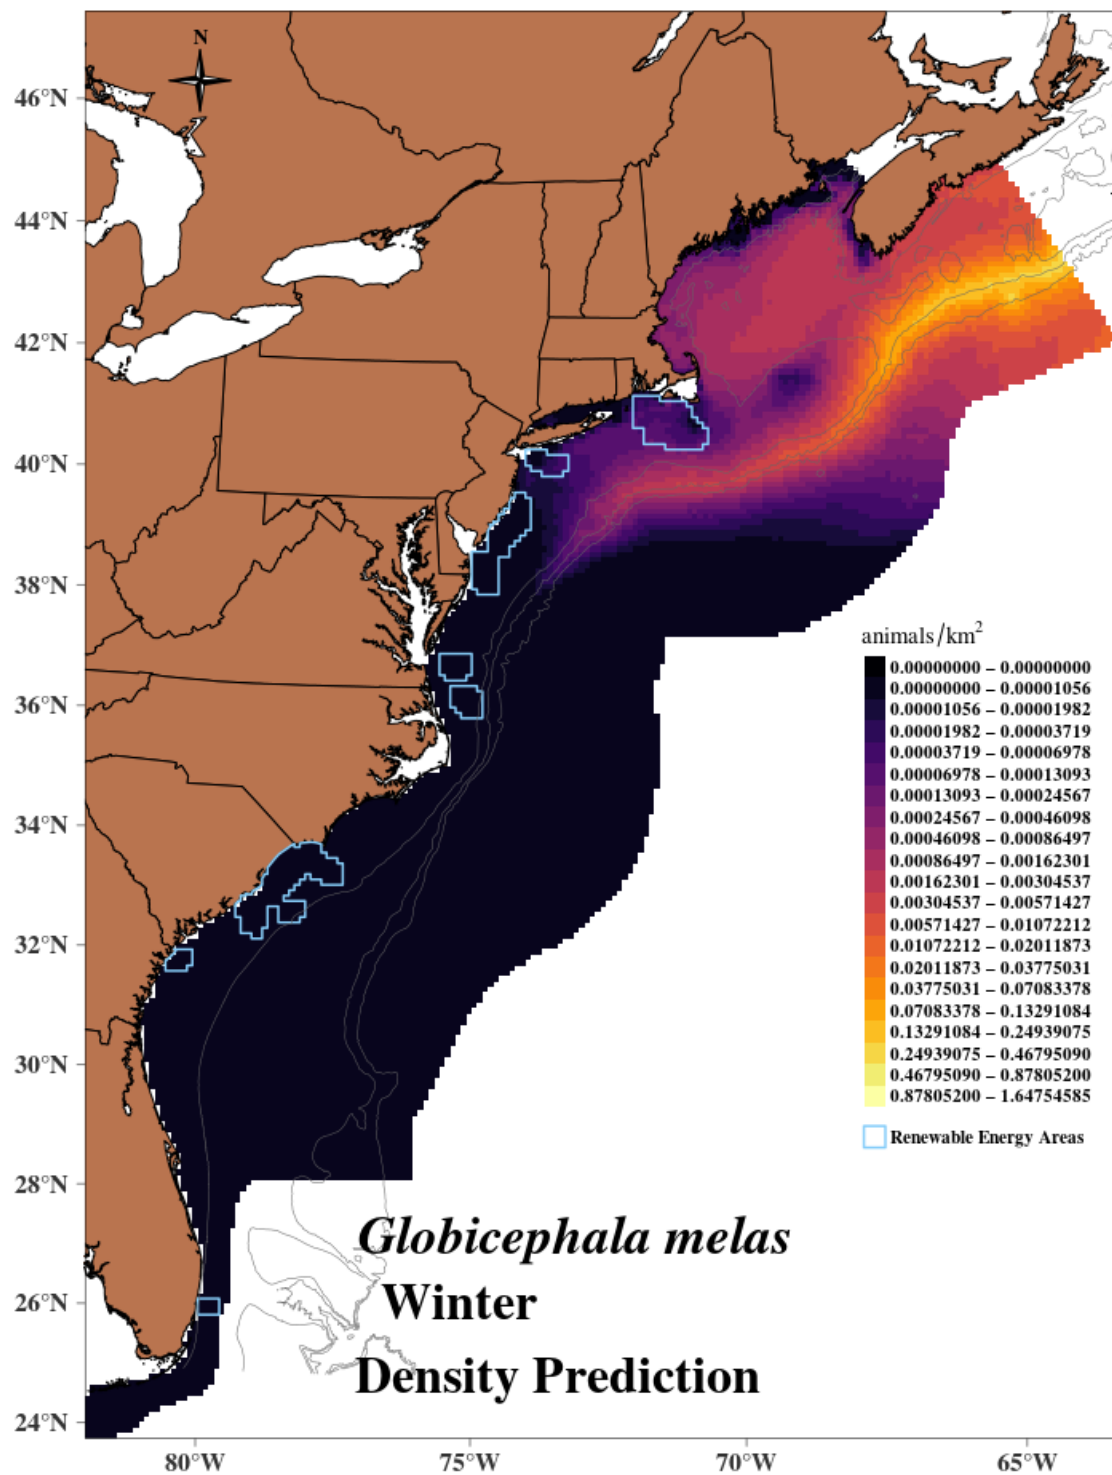 N
46°N
44°N
42°N
40°N
38°N
36°N
34°N
32°N
30°N
28°N
26°N
24°N
80°W
75°W
70°W
65°W
animals/km²
0.00000000 – 0.00000000
0.00000000 – 0.00001056
0.00001056 – 0.00001982
0.00001982 – 0.00003719
0.00003719 – 0.00006978
0.00006978 – 0.00013093
0.00013093 – 0.00024567
0.00024567 – 0.00046098
0.00046098 – 0.00086497
0.00086497 – 0.00162301
0.00162301 – 0.00304537
0.00304537 – 0.00571427
0.00571427 – 0.01072212
0.01072212 – 0.02011873
0.02011873 – 0.03775031
0.03775031 – 0.07083378
0.07083378 – 0.13291084
0.13291084 – 0.24939075
0.24939075 – 0.46795090
0.46795090 – 0.87805200
0.87805200 – 1.64754585
Renewable Energy Areas
Globicephala melas
Winter
Density Prediction